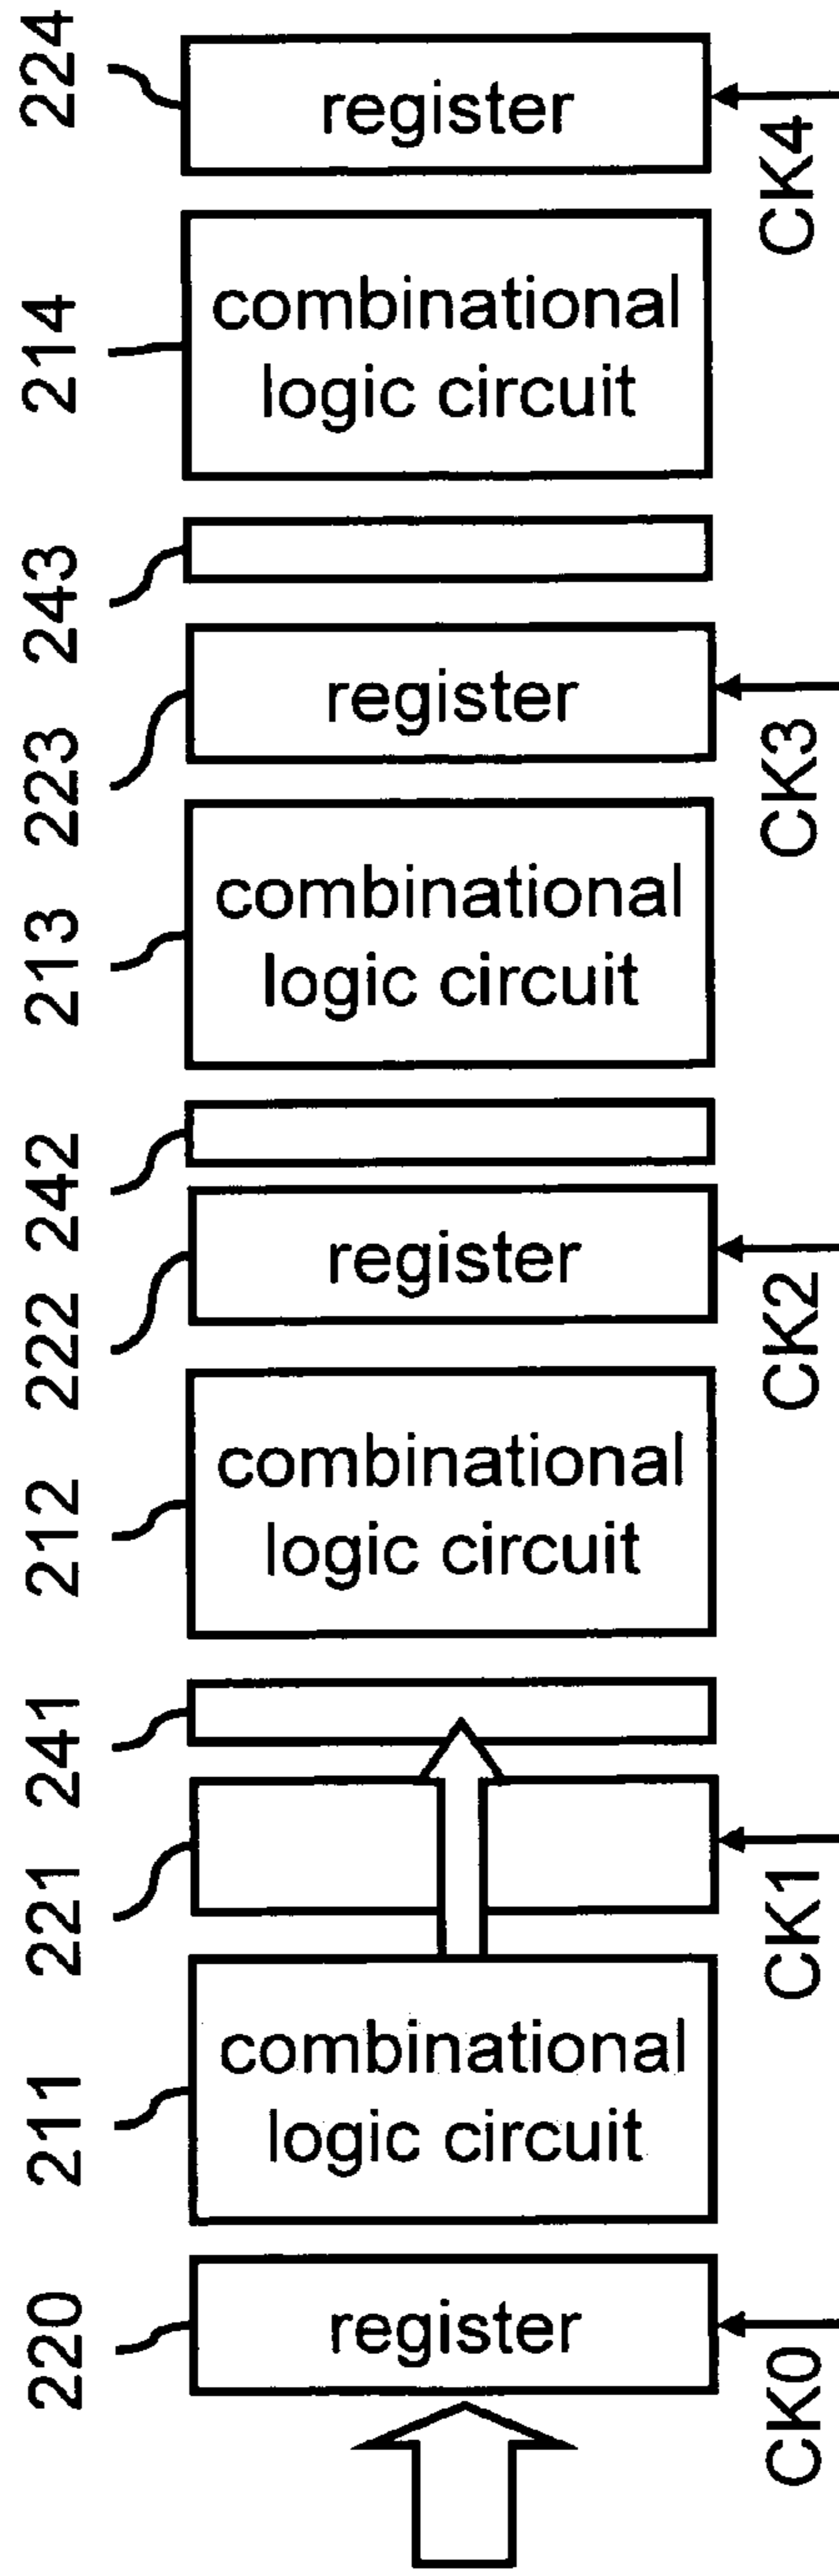 224
register
CK4
214
combinational
logic circuit
243
223
register
CK3
213
combinational
logic circuit
242
222
register
CK2
212
combinational
logic circuit
241
221
CK1
211
combinational
logic circuit
220
register
CK0